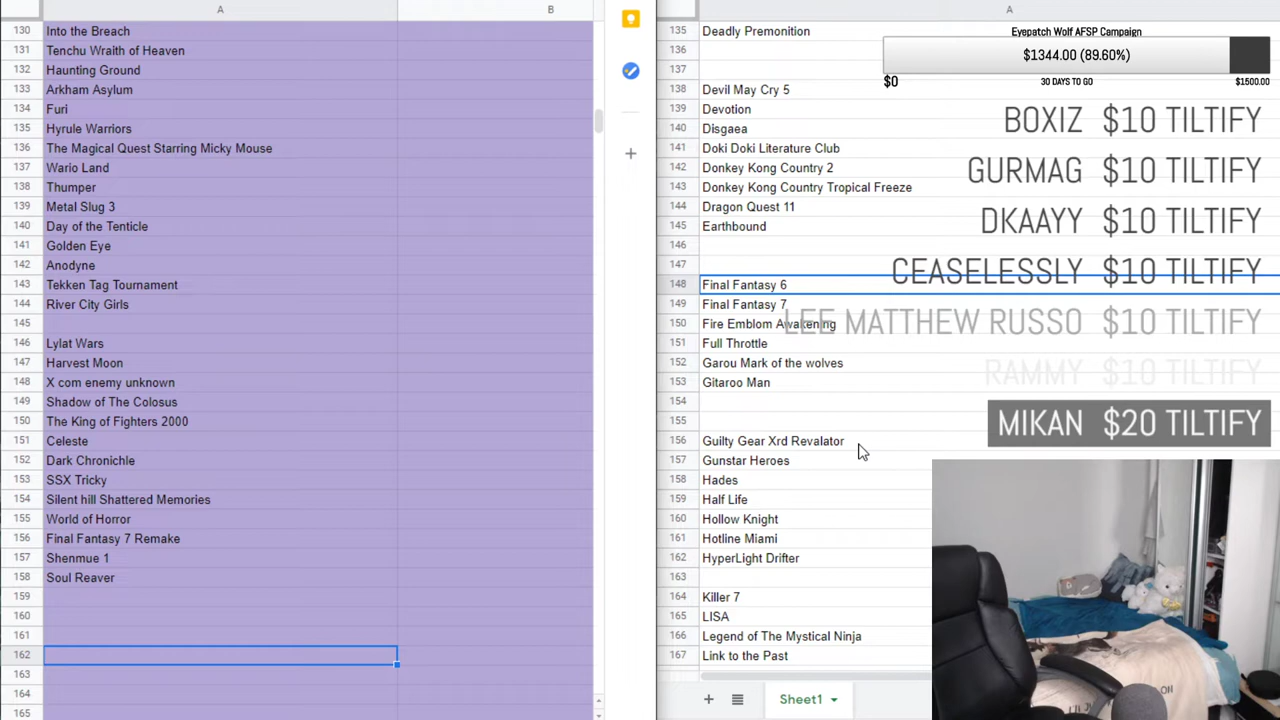 A
B
130 Into the Breach
131 Tenchu Wraith of Heaven
132 Haunting Ground
133 Arkham Asylum
134 Furi
135 Hyrule Warriors
136 The Magical Quest Starring Micky Mouse
137 Wario Land
138 Thumper
139 Metal Slug 3
140 Day of the Tenticle
141 Golden Eye
142 Anodyne
143 Tekken Tag Tournament
144 River City Girls
145
146 Lylat Wars
147 Harvest Moon
148 X com enemy unknown
149 Shadow of The Colosus
150 The King of Fighters 2000
151 Celeste
152 Dark Chronichle
153 SSX Tricky
154 Silent hill Shattered Memories
155 World of Horror
156 Final Fantasy 7 Remake
157 Shenmue 1
158 Soul Reaver
159
160
161
162
163
164
165
A
135 Deadly Premonition
136
137
138 Devil May Cry 5
139 Devotion
140 Disgaea
141 Doki Doki Literature Club
142 Donkey Kong Country 2
143 Donkey Kong Country Tropical Freeze
144 Dragon Quest 11
145 Earthbound
146
147
148 Final Fantasy 6
149 Final Fantasy 7
150 Fire Emblom Awakening
151 Full Throttle
152 Garou Mark of the wolves
153 Gitaroo Man
154
155
156 Guilty Gear Xrd Revalator
157 Gunstar Heroes
158 Hades
159 Half Life
160 Hollow Knight
161 Hotline Miami
162 HyperLight Drifter
163
164 Killer 7
165 LISA
166 Legend of The Mystical Ninja
167 Link to the Past
Sheet1
Eyepatch Wolf AFSP Campaign
$1344.00 (89.60%)
$0 30 DAYS TO GO $1500.00
BOXIZ $10 TILTIFY
GURMAG $10 TILTIFY
DKAAYY $10 TILTIFY
CEASELESSLY $10 TILTIFY
LEE MATTHEW RUSSO $10 TILTIFY
RAMMY $10 TILTIFY
MIKAN $20 TILTIFY